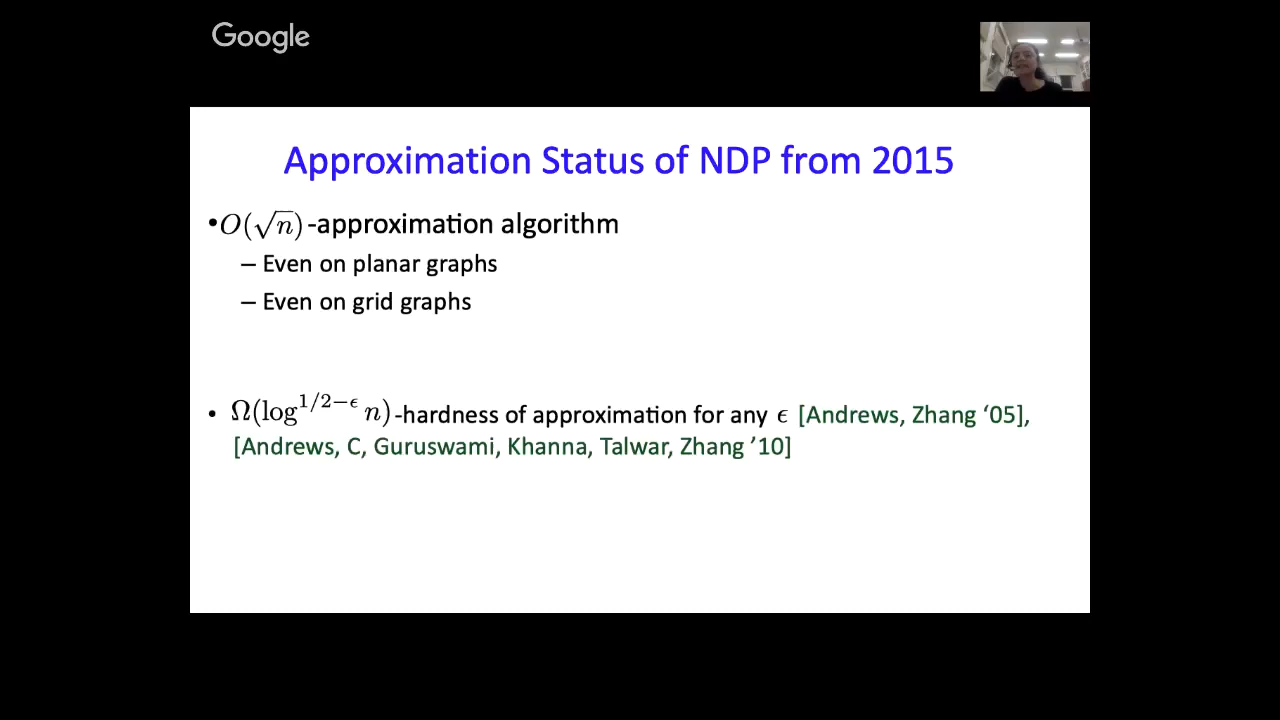 Google
Approximation Status of NDP from 2015
•O(√n)-approximation algorithm
– Even on planar graphs
– Even on grid graphs
• Ω(log^{1/2−ϵ} n)-hardness of approximation for any ϵ [Andrews, Zhang ‘05],
[Andrews, C, Guruswami, Khanna, Talwar, Zhang ’10]